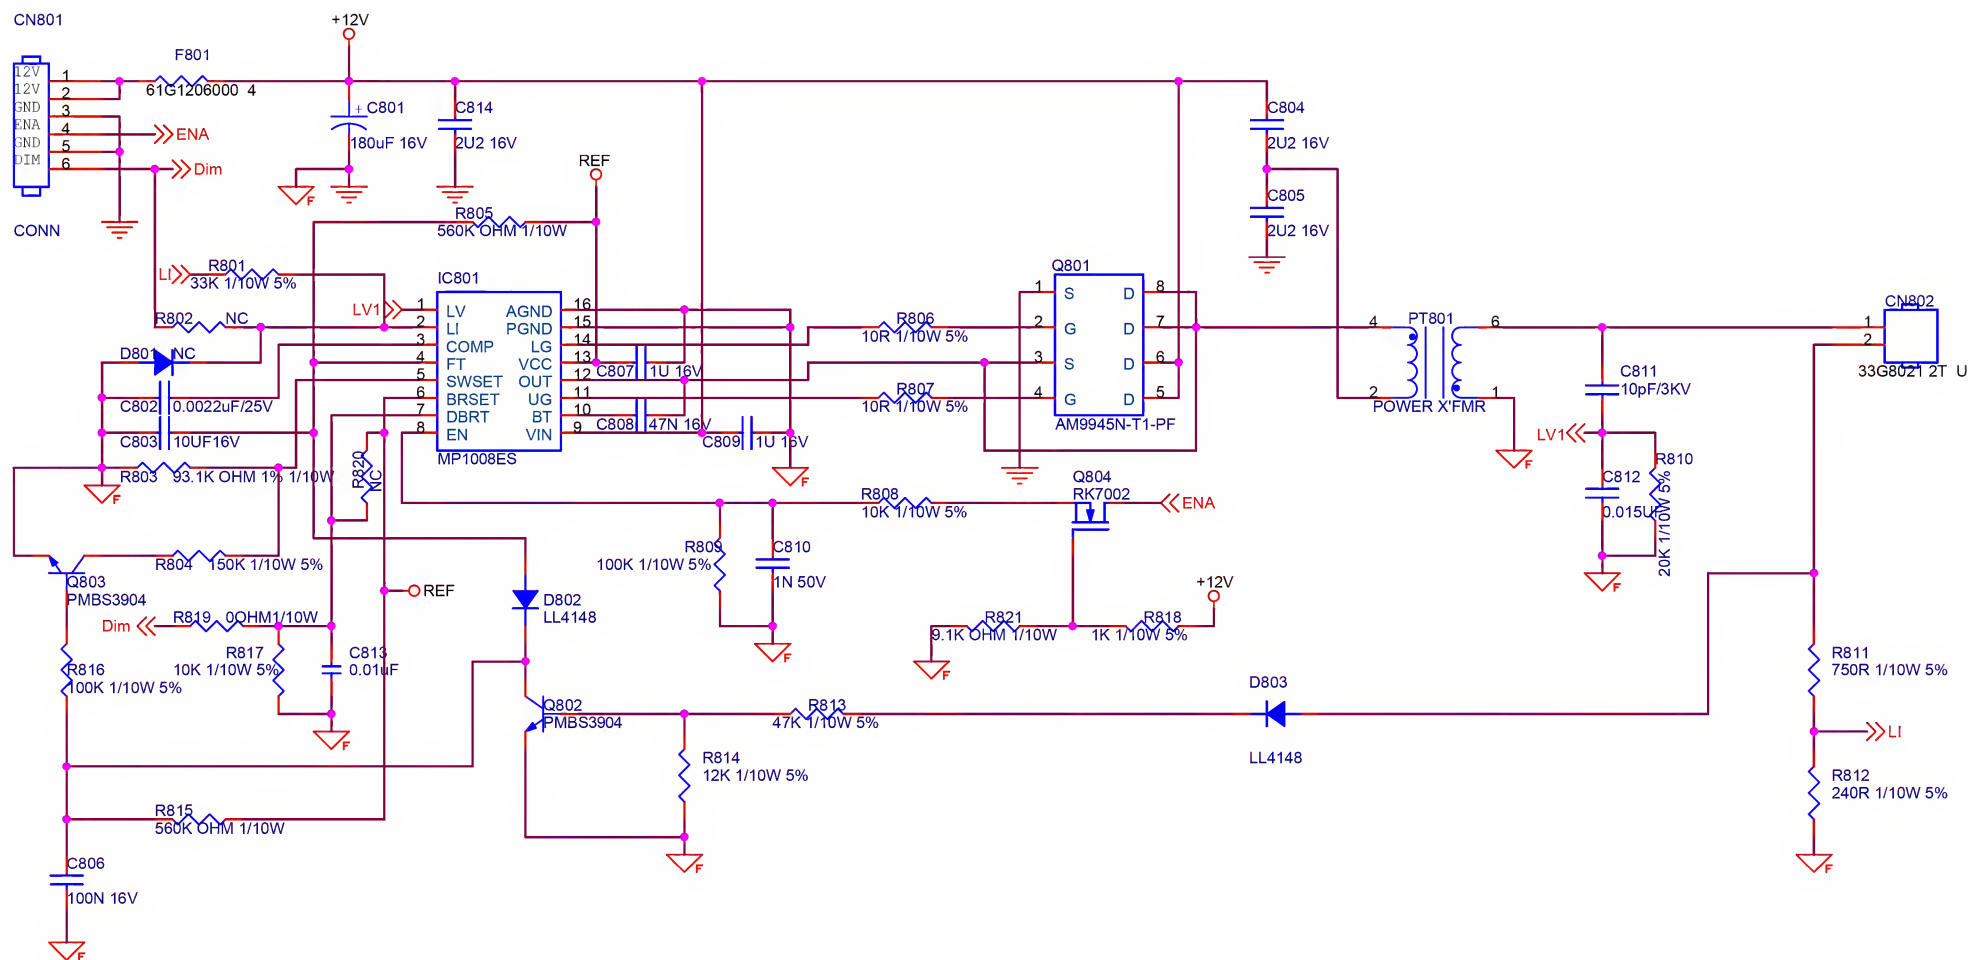 CN801
+12V
F801
12V 1
12V 2
GND 3
ENA 4
GND 5
DIM 6
61G1206000 4
ENA
Dim
CONN
+ C801
180uF 16V
F
C814
2U2 16V
REF
C804
2U2 16V
C805
2U2 16V
R805
560K OHM 1/10W
LI
R801
33K 1/10W 5%
R802 NC
D801 NC
C802 0.0022uF/25V
C803 10UF16V
R803 93.1K OHM 1% 1/10W
F
LV1
IC801
1 LV
2 LI
3 COMP
4 FT
5 SWSET
6 BRSET
7 DBRT
8 EN
AGND 16
PGND 15
LG 14
VCC 13
OUT 12
UG 11
BT 10
VIN 9
MP1008ES
C807 1U 16V
C808 47N 16V
C809 1U 16V
F
R806
10R 1/10W 5%
R807
10R 1/10W 5%
Q801
1 S D 8
2 G D 7
3 S D 6
4 G D 5
AM9945N-T1-PF
PT801
4 6
2 1
POWER X'FMR
F
CN802
1
2
33G8021 2T U
C811
10pF/3KV
LV1
R810
20K 1/10W 5%
C812
0.015UF
F
R820
NC
R804 150K 1/10W 5%
Q803
PMBS3904
REF
R819 0OHM1/10W
Dim
R817
10K 1/10W 5%
C813
0.01uF
F
R816
100K 1/10W 5%
R815
560K OHM 1/10W
C806
100N 16V
F
D802
LL4148
Q802
PMBS3904
R808
10K 1/10W 5%
Q804
RK7002
ENA
R809
100K 1/10W 5%
C810
1N 50V
F
+12V
R821
9.1K OHM 1/10W
R818
1K 1/10W 5%
F
R813
47K 1/10W 5%
R814
12K 1/10W 5%
F
D803
LL4148
R811
750R 1/10W 5%
LI
R812
240R 1/10W 5%
F